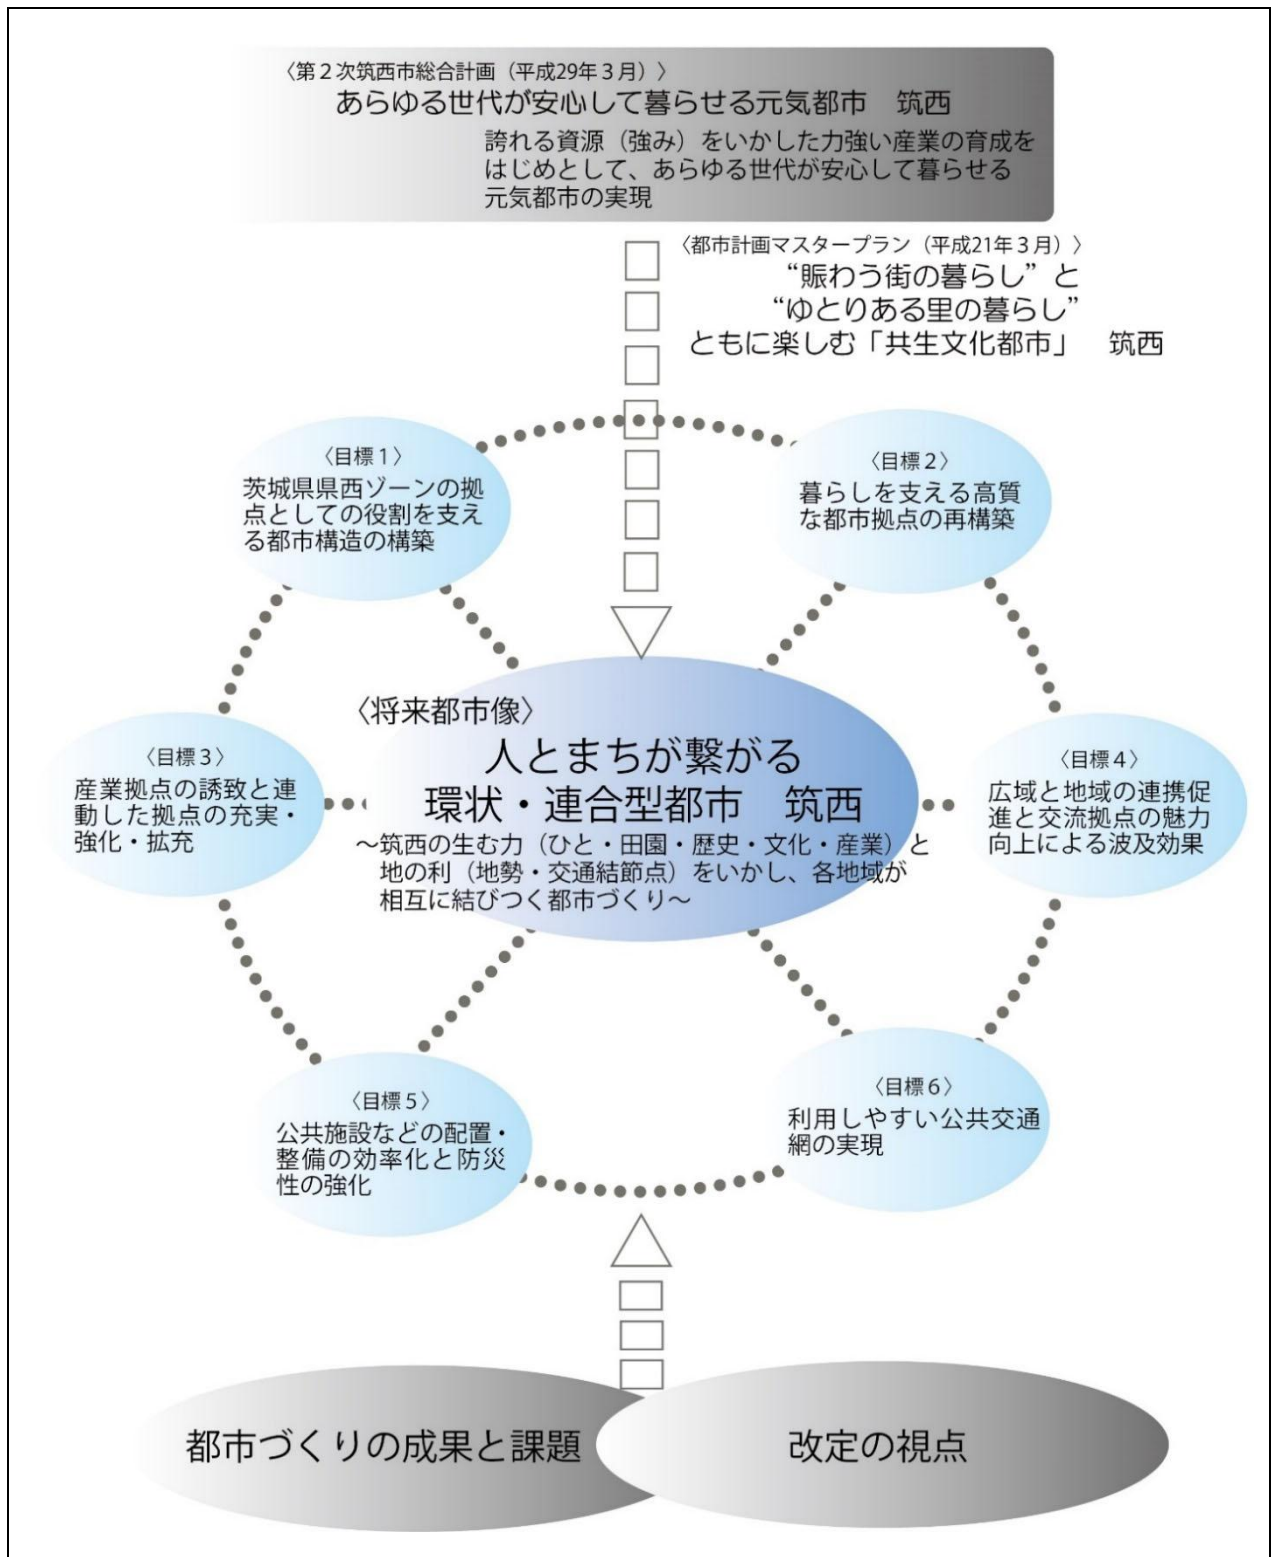 〈第２次筑西市総合計画（平成29年３月）〉
あらゆる世代が安心して暮らせる元気都市　筑西
誇れる資源（強み）をいかした力強い産業の育成を
はじめとして、あらゆる世代が安心して暮らせる
元気都市の実現
〈都市計画マスタープラン（平成21年３月）〉
“賑わう街の暮らし”と
“ゆとりある里の暮らし”
ともに楽しむ「共生文化都市」　筑西
〈目標１〉
茨城県県西ゾーンの拠
点としての役割を支え
る都市構造の構築
〈目標２〉
暮らしを支える高質
な都市拠点の再構築
〈将来都市像〉
人とまちが繋がる
環状・連合型都市　筑西
～筑西の生む力（ひと・田園・歴史・文化・産業）と
地の利（地勢・交通結節点）をいかし、各地域が
相互に結びつく都市づくり～
〈目標３〉
産業拠点の誘致と連
動した拠点の充実・
強化・拡充
〈目標４〉
広域と地域の連携促
進と交流拠点の魅力
向上による波及効果
〈目標５〉
公共施設などの配置・
整備の効率化と防災
性の強化
〈目標６〉
利用しやすい公共交通
網の実現
都市づくりの成果と課題
改定の視点